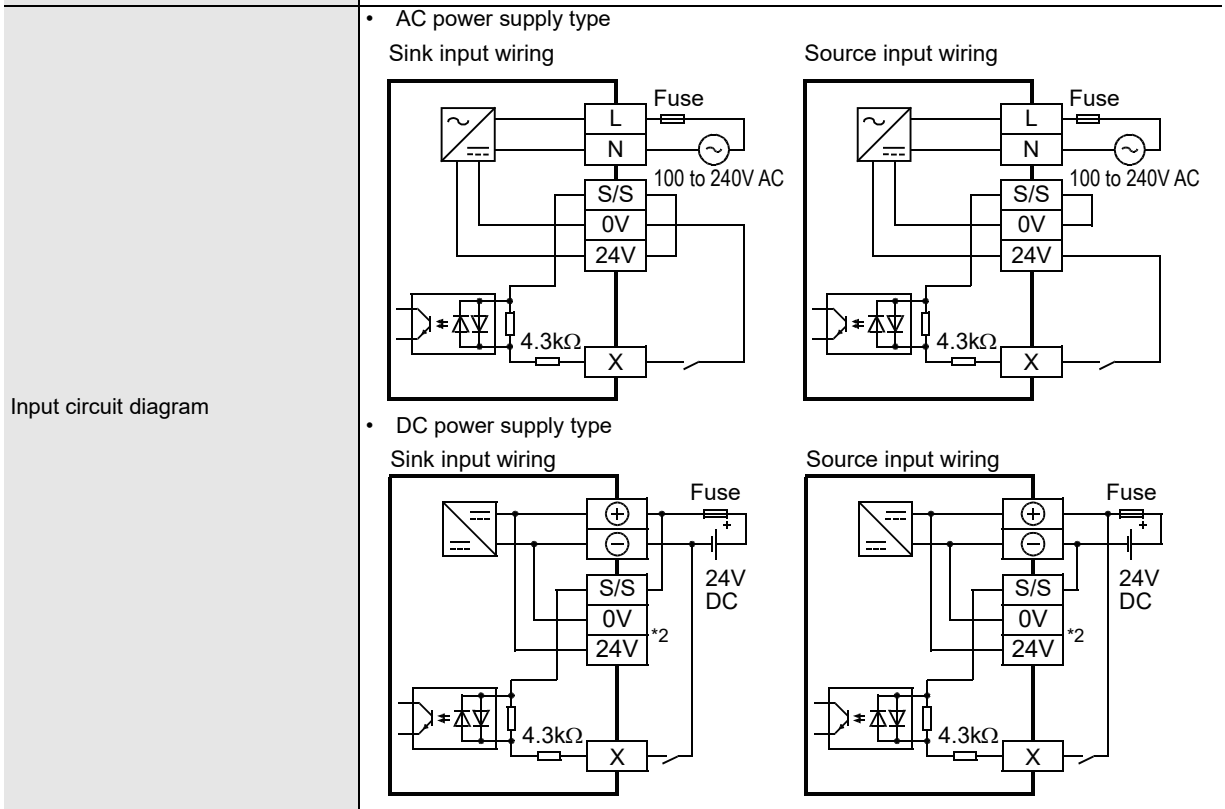 Input circuit diagram
• AC power supply type
Sink input wiring
L
Fuse
N
100 to 240V AC
S/S
0V
24V
4.3kΩ
X
Source input wiring
L
Fuse
N
100 to 240V AC
S/S
0V
24V
4.3kΩ
X
• DC power supply type
Sink input wiring
Fuse
+
24V
DC
S/S
0V
24V
*2
4.3kΩ
X
Source input wiring
Fuse
+
24V
DC
S/S
0V
24V
*2
4.3kΩ
X